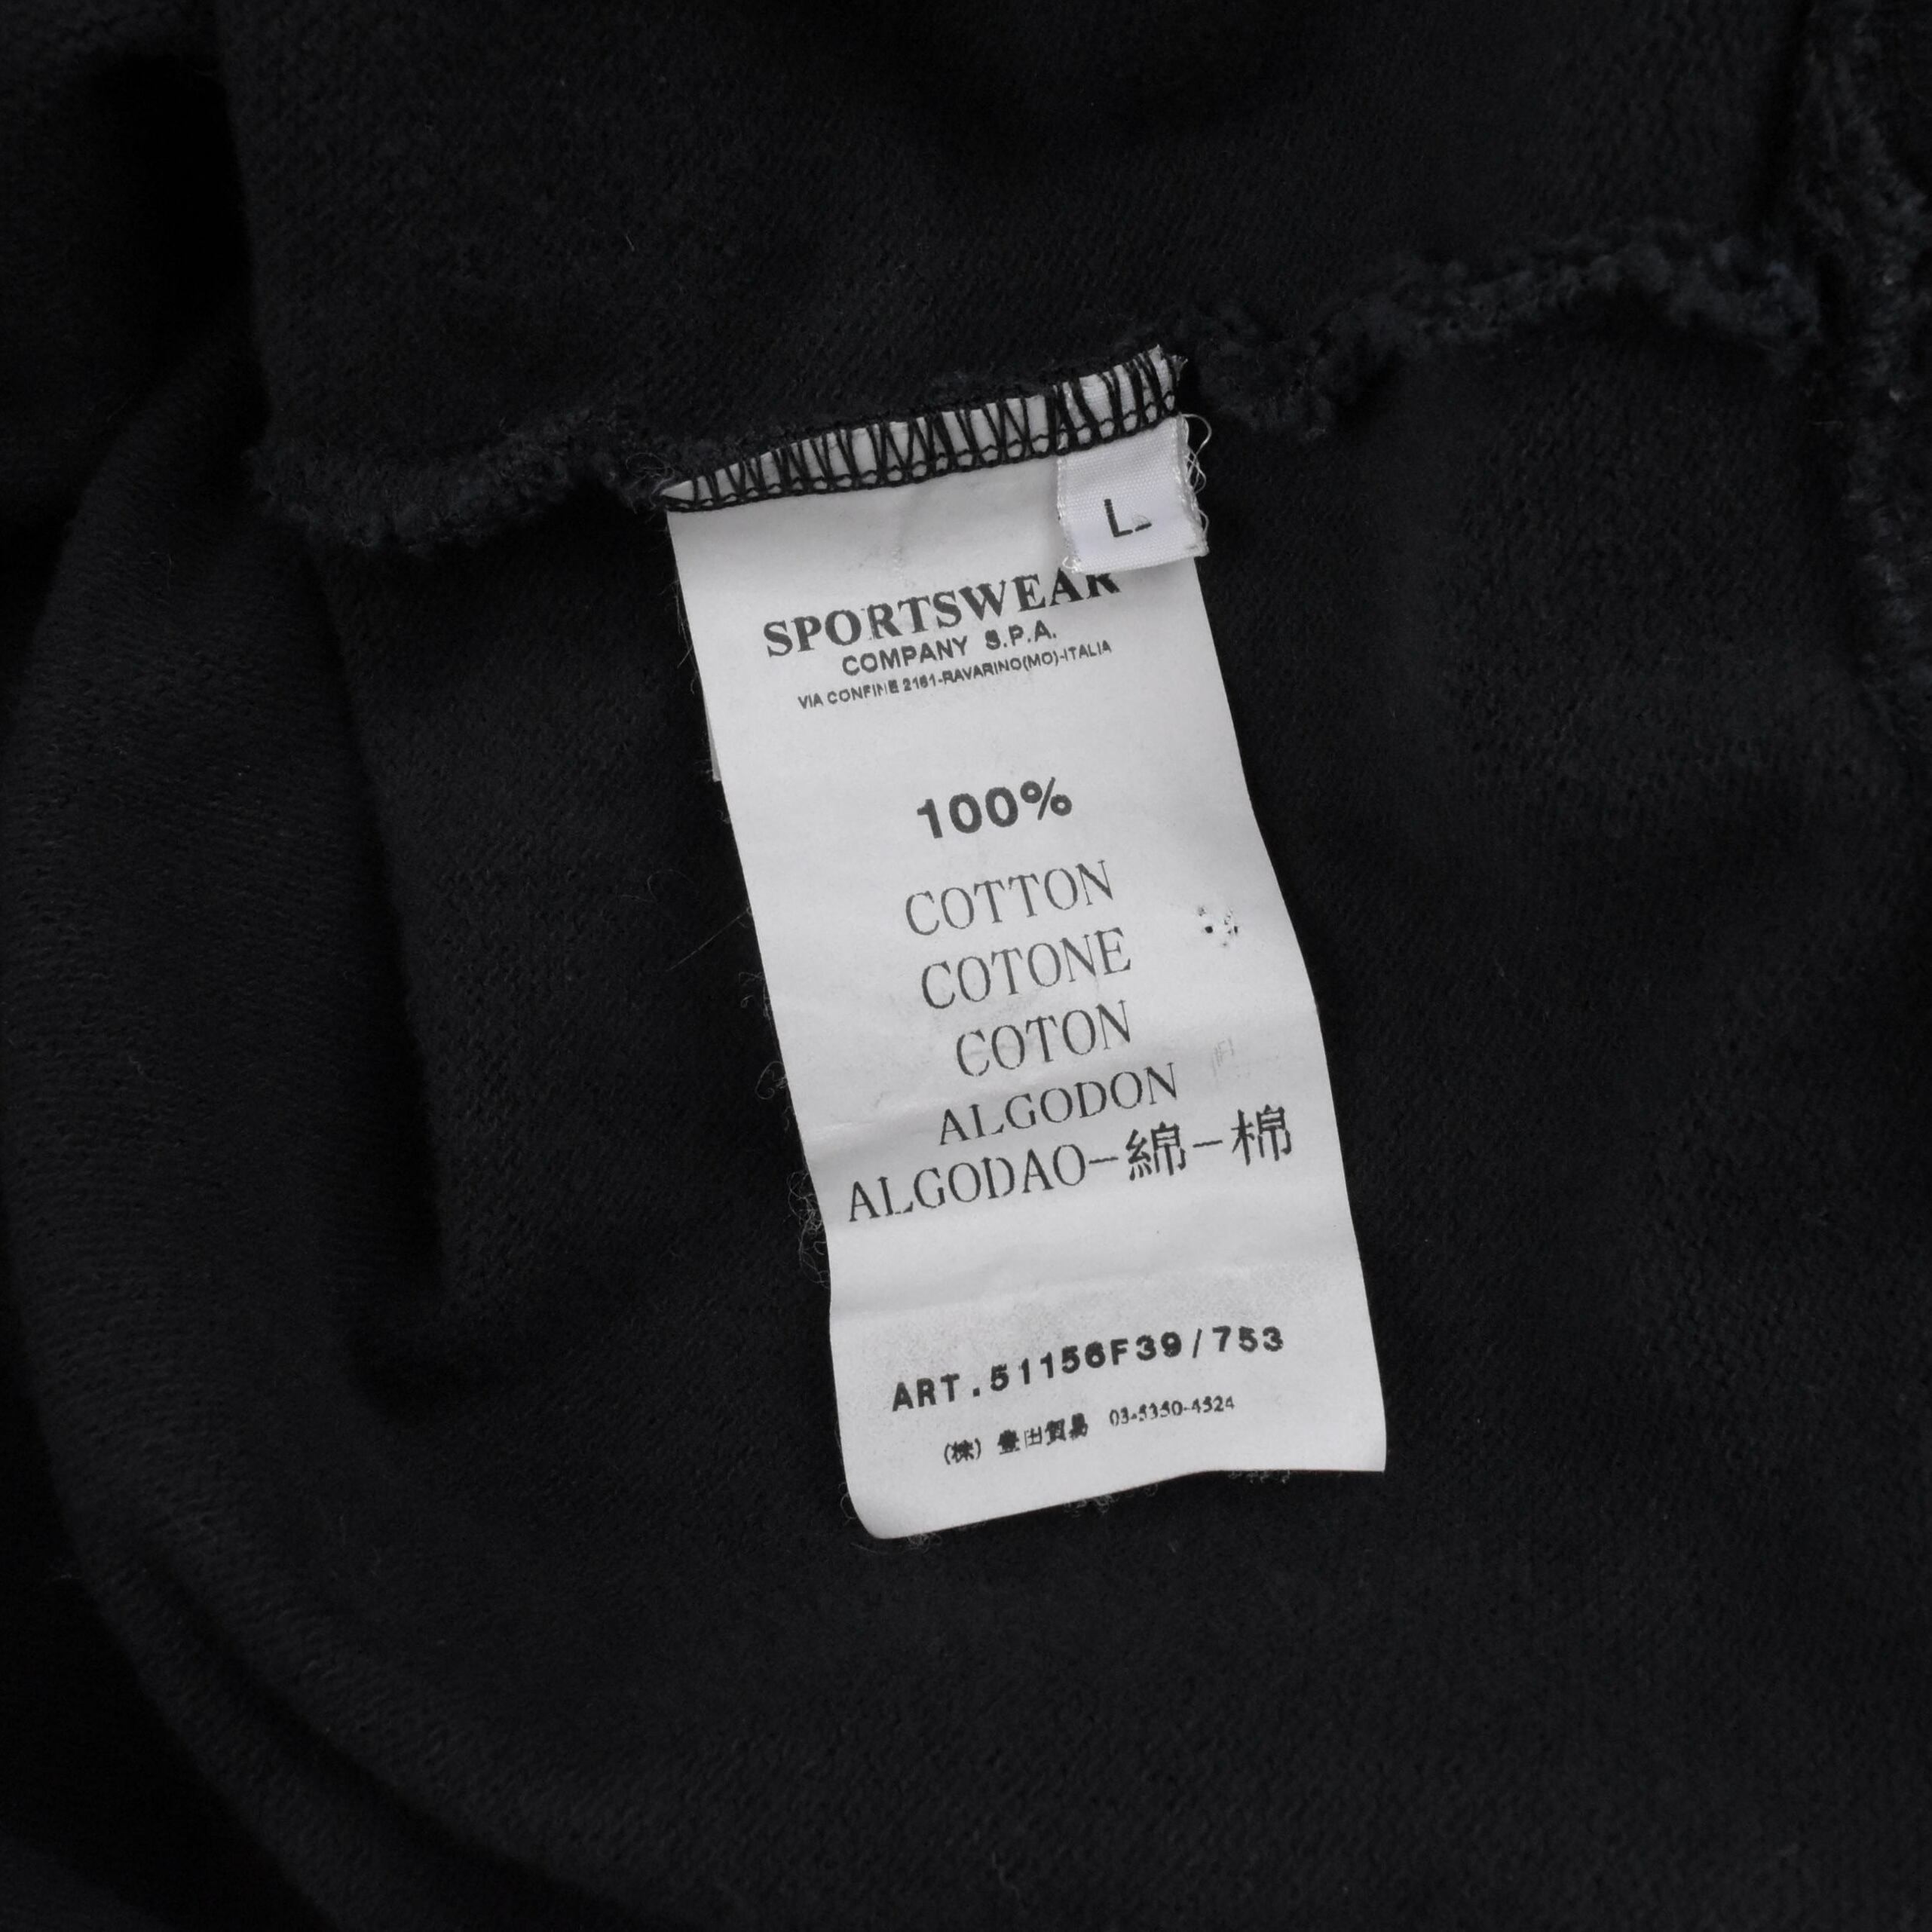 L
SPORTSWEAR
COMPANY S.P.A.
VIA CONFINE 2161-RAVARINO(MO)-ITALIA
100%
COTTON
COTONE
COTON
ALGODON
ALGODAO-綿-棉
ART.51156F39/753
(株) 豊田貿易 03-5350-4524